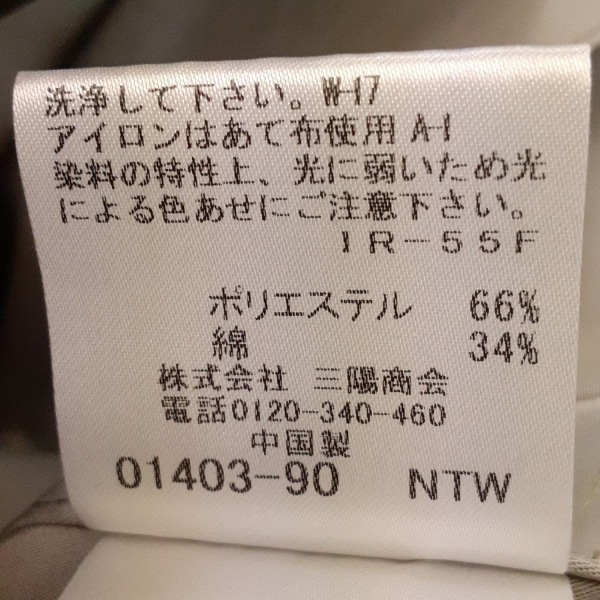 洗浄して下さい。W-17
アイロンはあて布使用 A-1
染料の特性上、光に弱いため光
による色あせにご注意下さい。
IR-55F
ポリエステル 66%
綿 34%
株式会社 三陽商会
電話0120-340-460
中国製
01403-90 NTW